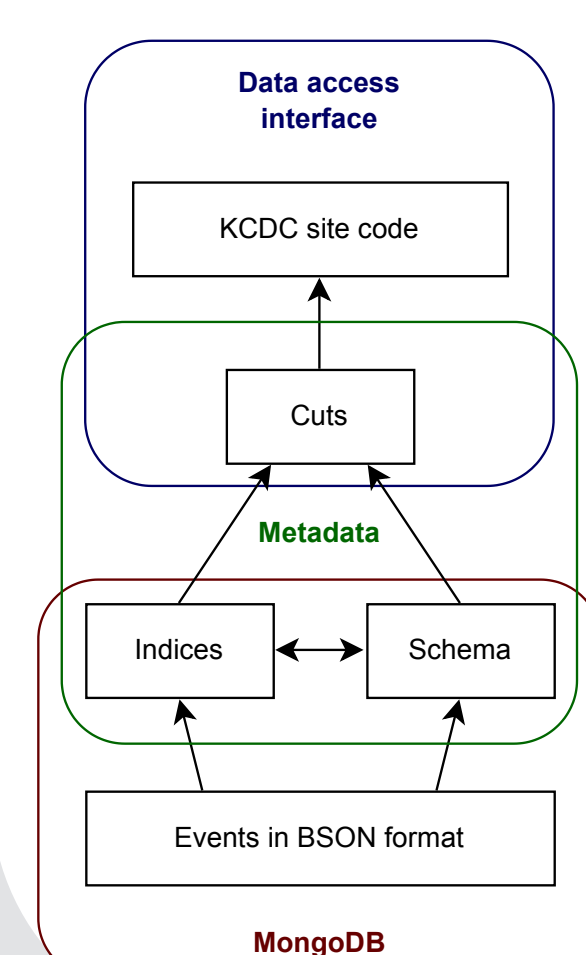 Data access
interface
KCDC site code
Cuts
Metadata
Indices
Schema
Events in BSON format
MongoDB